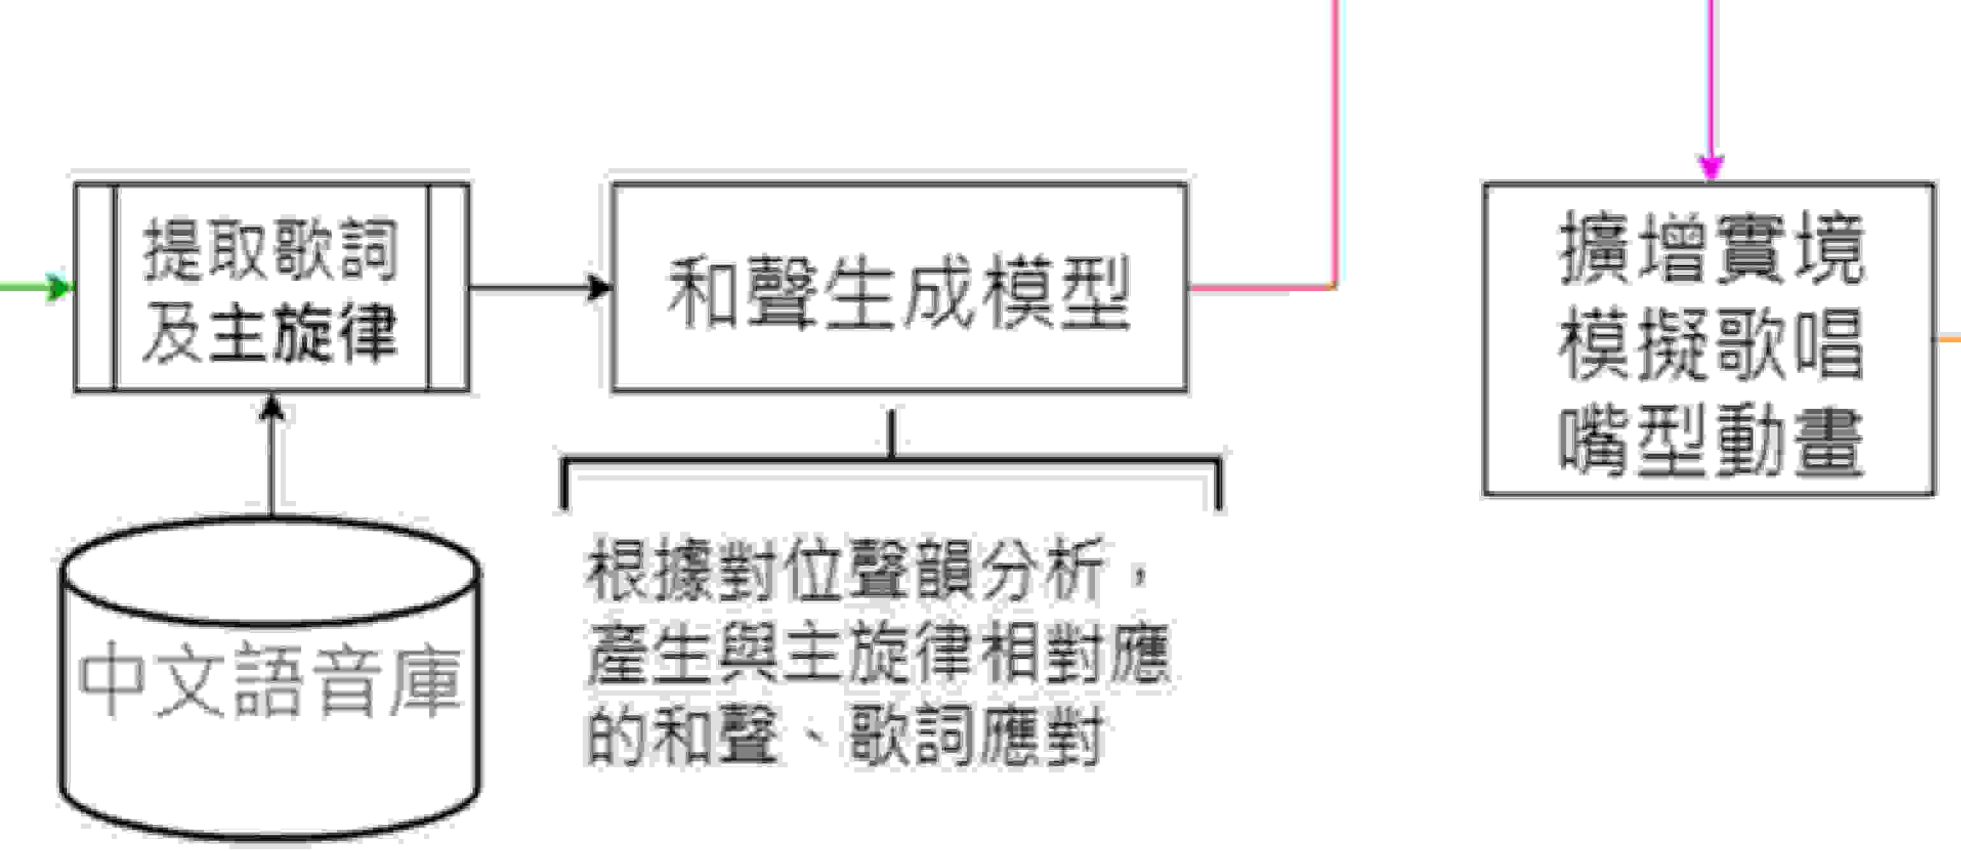 提取歌詞
及主旋律
和聲生成模型
擴增實境
模擬歌唱
嘴型動畫
中文語音庫
根據對位聲韻分析，
產生與主旋律相對應
的和聲、歌詞應對